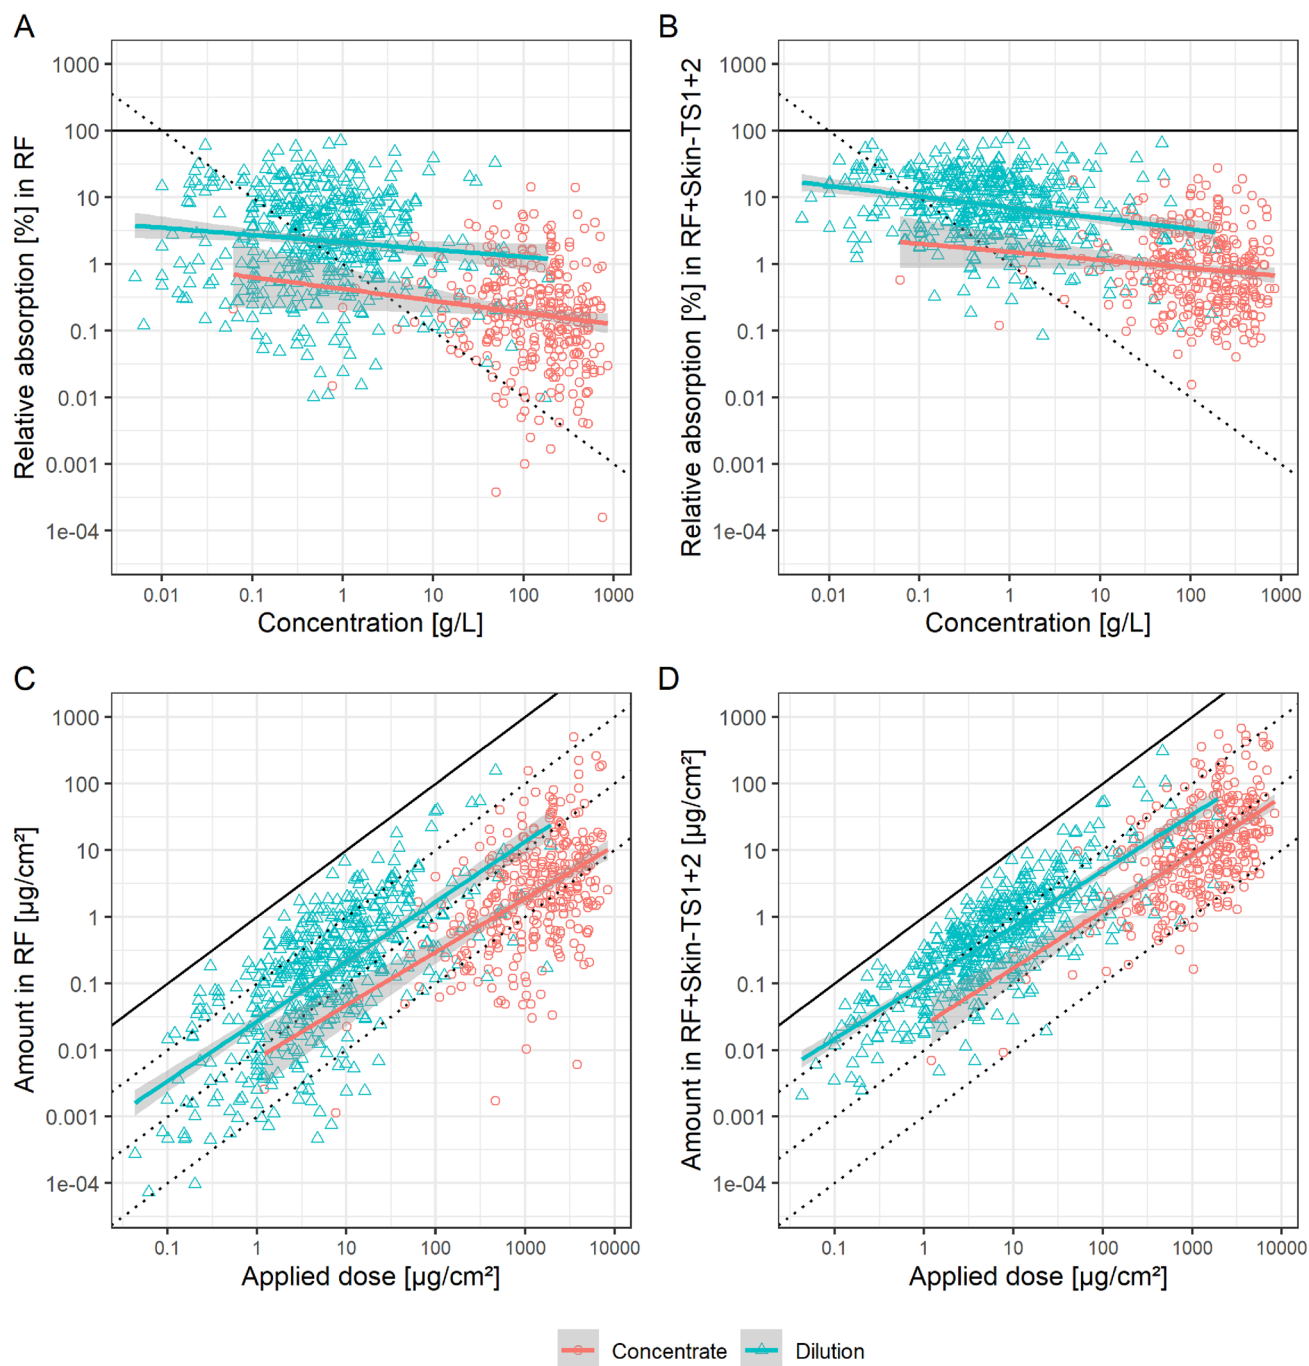 A
B
Relative absorption [%] in RF
1000
100
10
1
0.1
0.01
0.001
1e-04
0.01 0.1 1 10 100 1000
Concentration [g/L]
Relative absorption [%] in RF+Skin-TS1+2
1000
100
10
1
0.1
0.01
0.001
1e-04
0.01 0.1 1 10 100 1000
Concentration [g/L]
C
D
Amount in RF [µg/cm²]
1000
100
10
1
0.1
0.01
0.001
1e-04
0.1 1 10 100 1000 10000
Applied dose [µg/cm²]
Amount in RF+Skin-TS1+2 [µg/cm²]
1000
100
10
1
0.1
0.01
0.001
1e-04
0.1 1 10 100 1000 10000
Applied dose [µg/cm²]
Concentrate Dilution